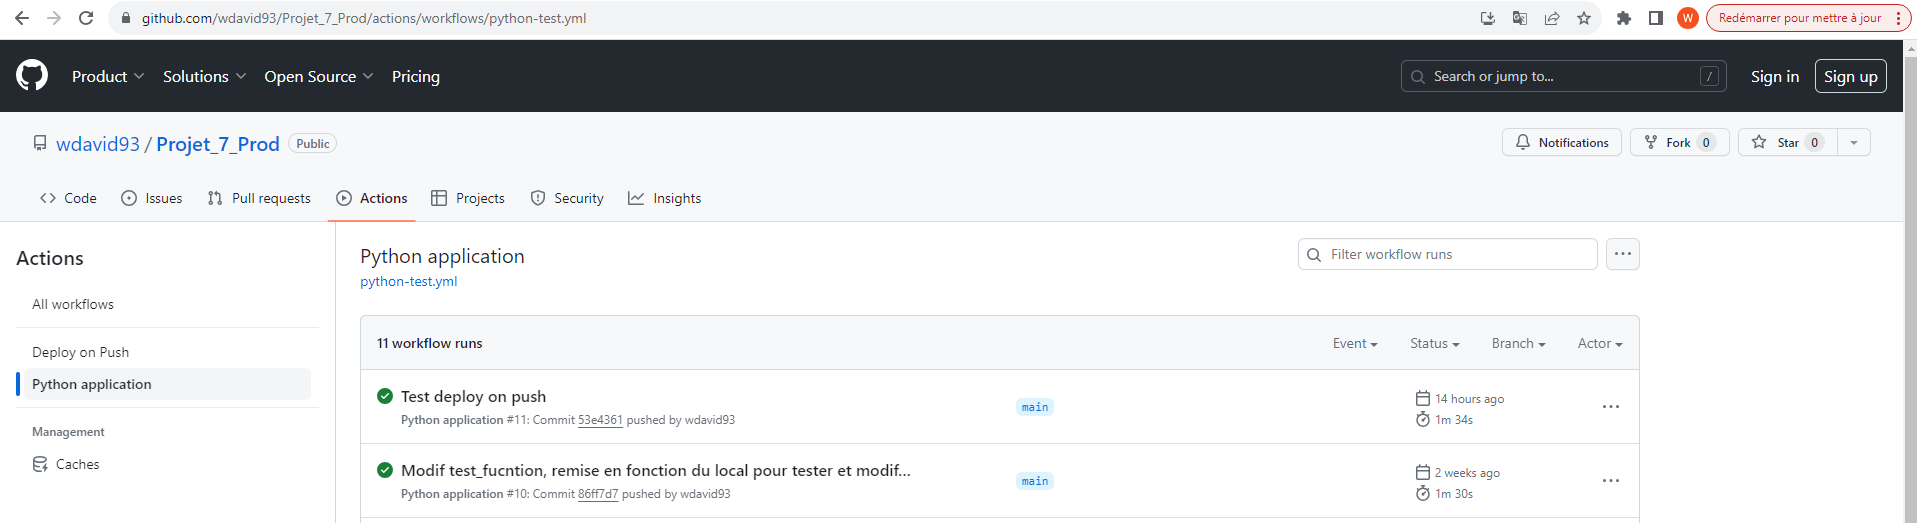 github.com/wdavid93/Projet_7_Prod/actions/workflows/python-test.yml
W
Redémarrer pour mettre à jour
Product
Solutions
Open Source
Pricing
Search or jump to...
/
Sign in
Sign up
wdavid93 / Projet_7_Prod
Public
Notifications
Fork 0
Star 0
Code
Issues
Pull requests
Actions
Projects
Security
Insights
Actions
All workflows
Deploy on Push
Python application
Management
Caches
Python application
python-test.yml
Filter workflow runs
11 workflow runs
Event
Status
Branch
Actor
Test deploy on push
Python application #11: Commit 53e4361 pushed by wdavid93
main
14 hours ago
1m 34s
Modif test_fucntion, remise en fonction du local pour tester et modif...
Python application #10: Commit 86ff7d7 pushed by wdavid93
main
2 weeks ago
1m 30s